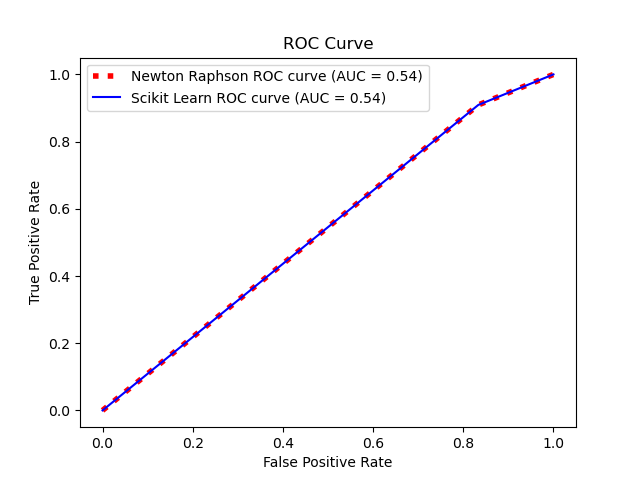 ROC Curve
Newton Raphson ROC curve (AUC = 0.54)
Scikit Learn ROC curve (AUC = 0.54)
True Positive Rate
1.0
0.8
0.6
0.4
0.2
0.0
0.0 0.2 0.4 0.6 0.8 1.0
False Positive Rate